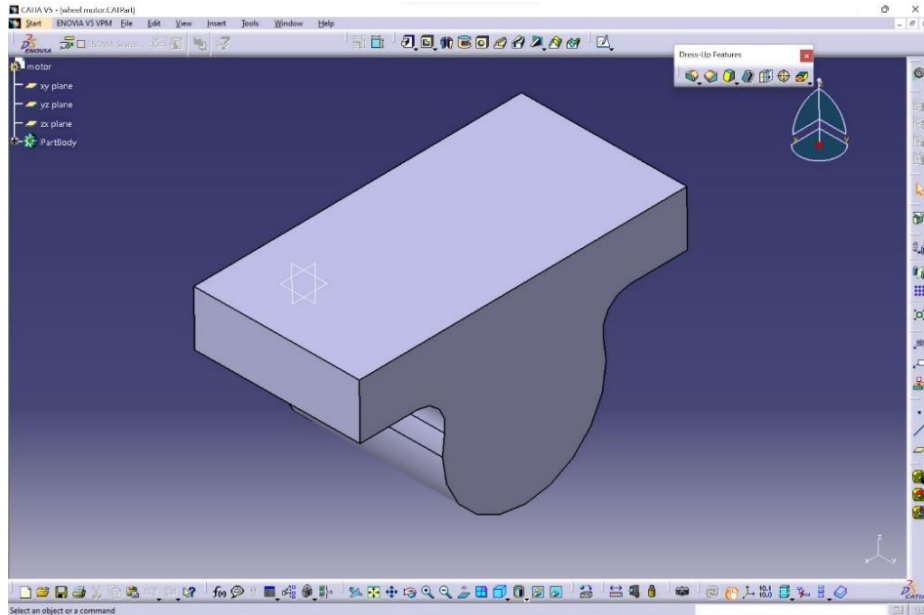 CATIA V5 - [wheel motor.CATPart]
Start ENOVIA V5 VPM File Edit View Insert Tools Window Help
ENOVIA Search...
Dress-Up Features
motor
xy plane
yz plane
zx plane
PartBody
Select an object or a command